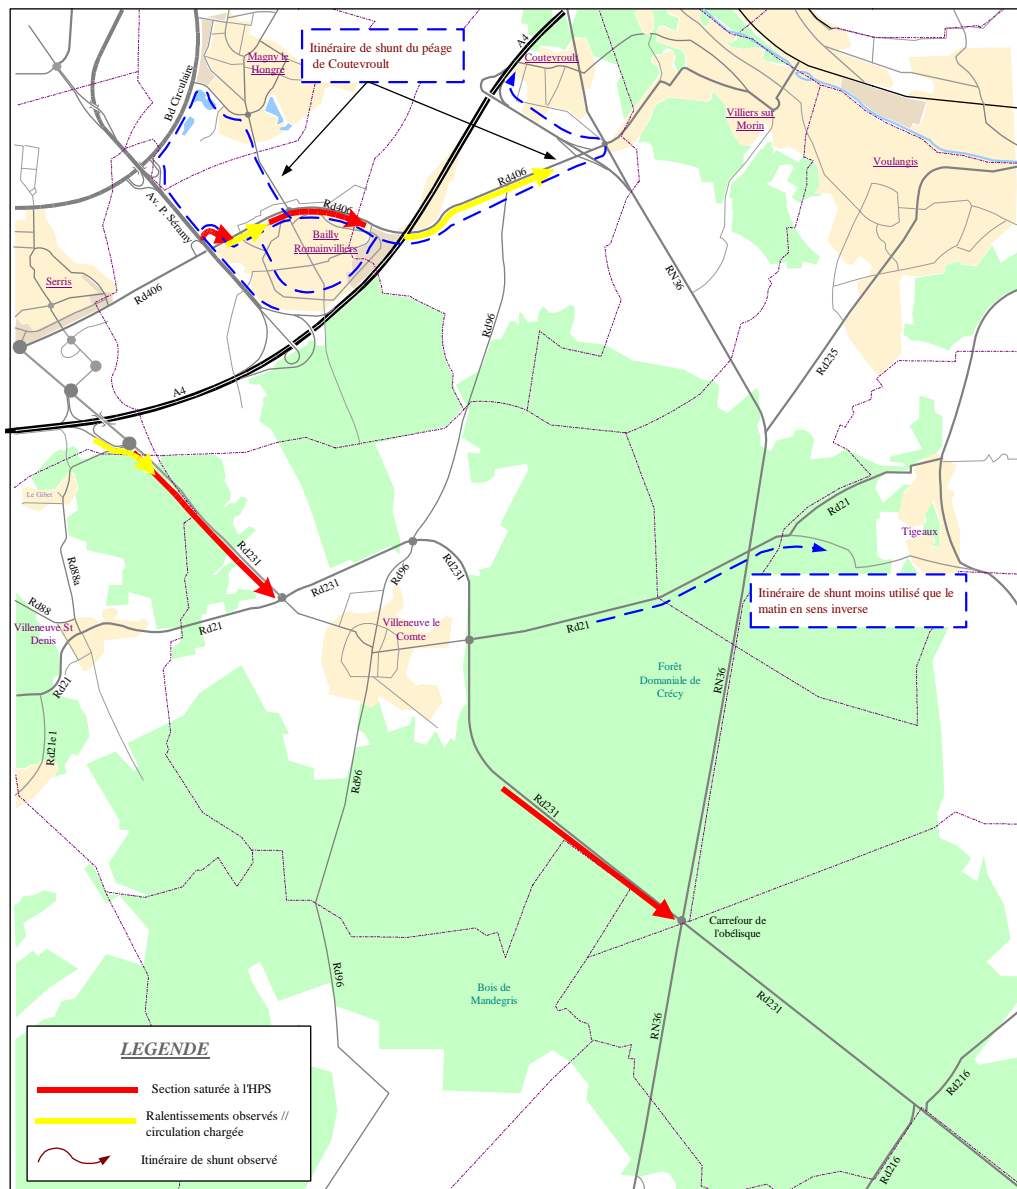 A4
Itinéraire de shunt du péage
de Coutevroult
Magny le
Hongré
Coutevroult
Bd Circulaire
Villiers sur
Morin
Voulangis
Rd406
Av. P. Séramy
Rd406
Bailly
Romainvilliers
Serris
Rd406
RN36
Rd96
Rd235
A4
Le Gihet
Rd21
Tigeaux
Rd231
Rd88a
Rd231
Rd96
Rd231
Itinéraire de shunt moins utilisé que le
matin en sens inverse
Rd88
Villeneuve St
Denis
Rd21
Villeneuve le
Comte
Rd21
Forêt
Domaniale de
Crécy
RN36
Rd21
Rd21e1
Rd96
Rd231
Carrefour de
l'obélisque
Rd96
Bois de
Mandegris
Rd231
RN36
LEGENDE
Section saturée à l'HPS
Ralentissements observés //
circulation chargée
Itinéraire de shunt observé
Rd216
Rd216